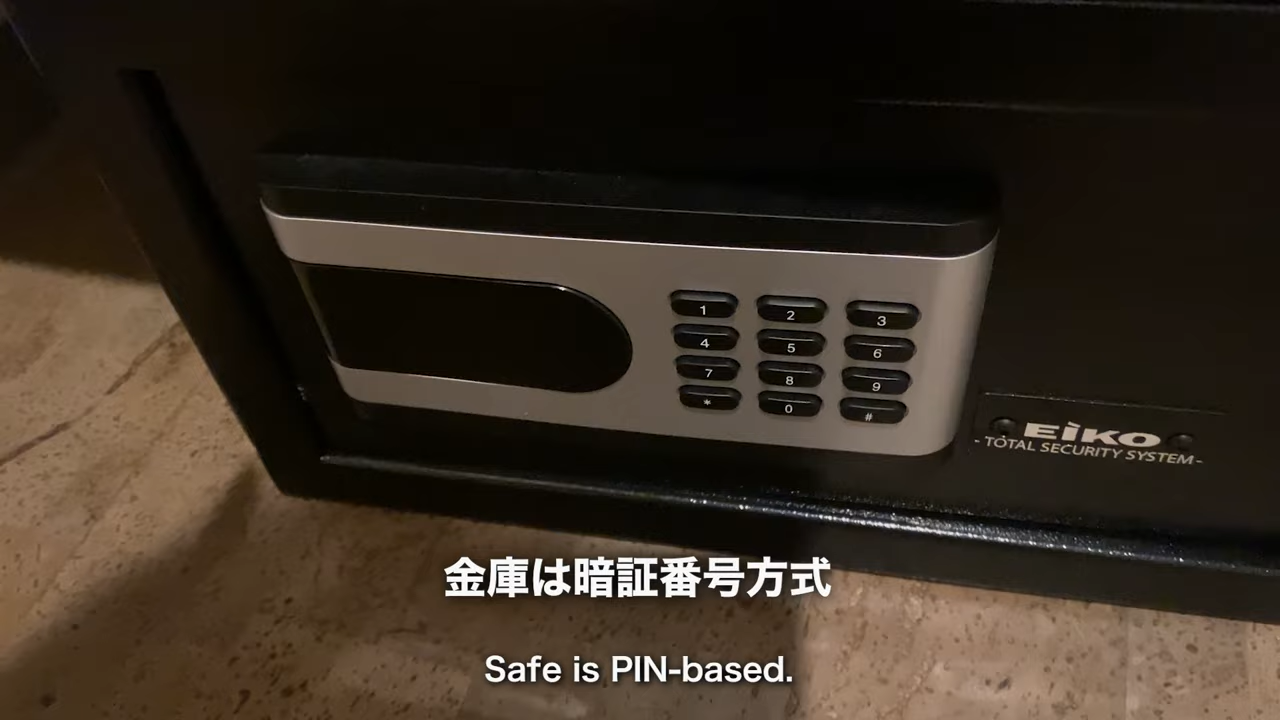 1 2 3
4 5 6
7 8 9
* 0 #
EiKO
- TOTAL SECURITY SYSTEM -
金庫は暗証番号方式
Safe is PIN-based.